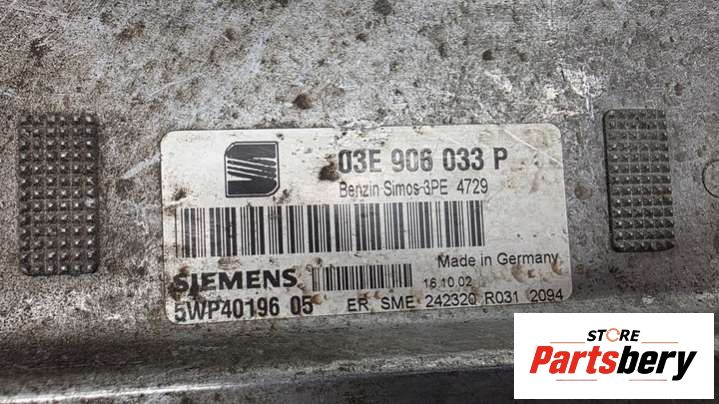 03E 906 033 P
Benzin Simos 3PE 4729
Made in Germany
SIEMENS
16.10.02
5WP40196 05
ER SME 242320 R031 2094
STORE
Partsbery